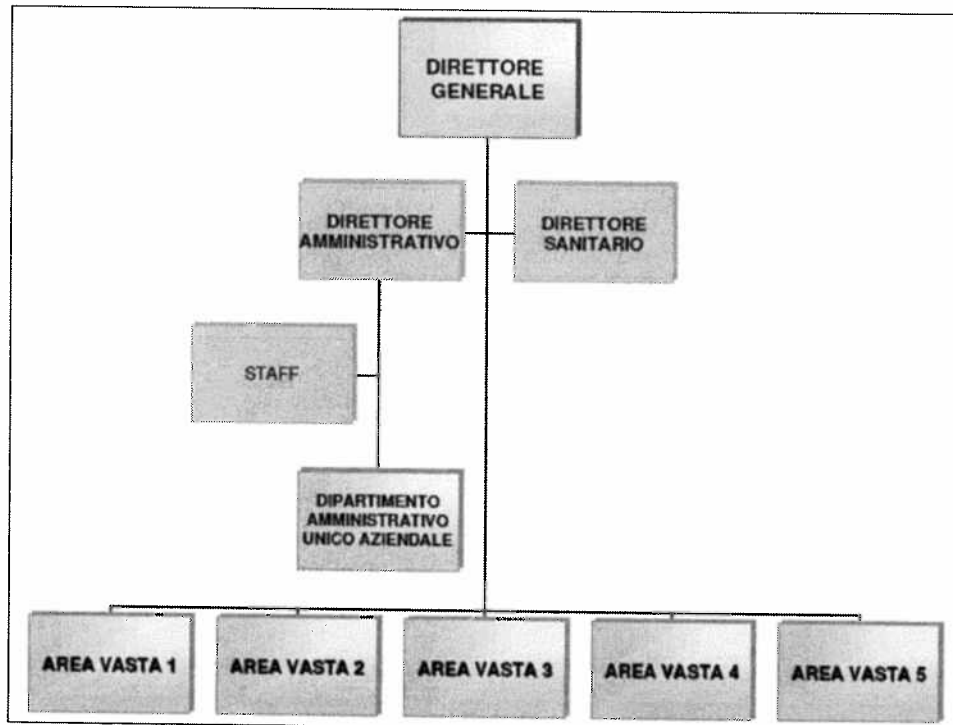 DIRETTORE
GENERALE
DIRETTORE
AMMINISTRATIVO
DIRETTORE
SANITARIO
STAFF
DIPARTIMENTO
AMMINISTRATIVO
UNICO AZIENDALE
AREA VASTA 1
AREA VASTA 2
AREA VASTA 3
AREA VASTA 4
AREA VASTA 5